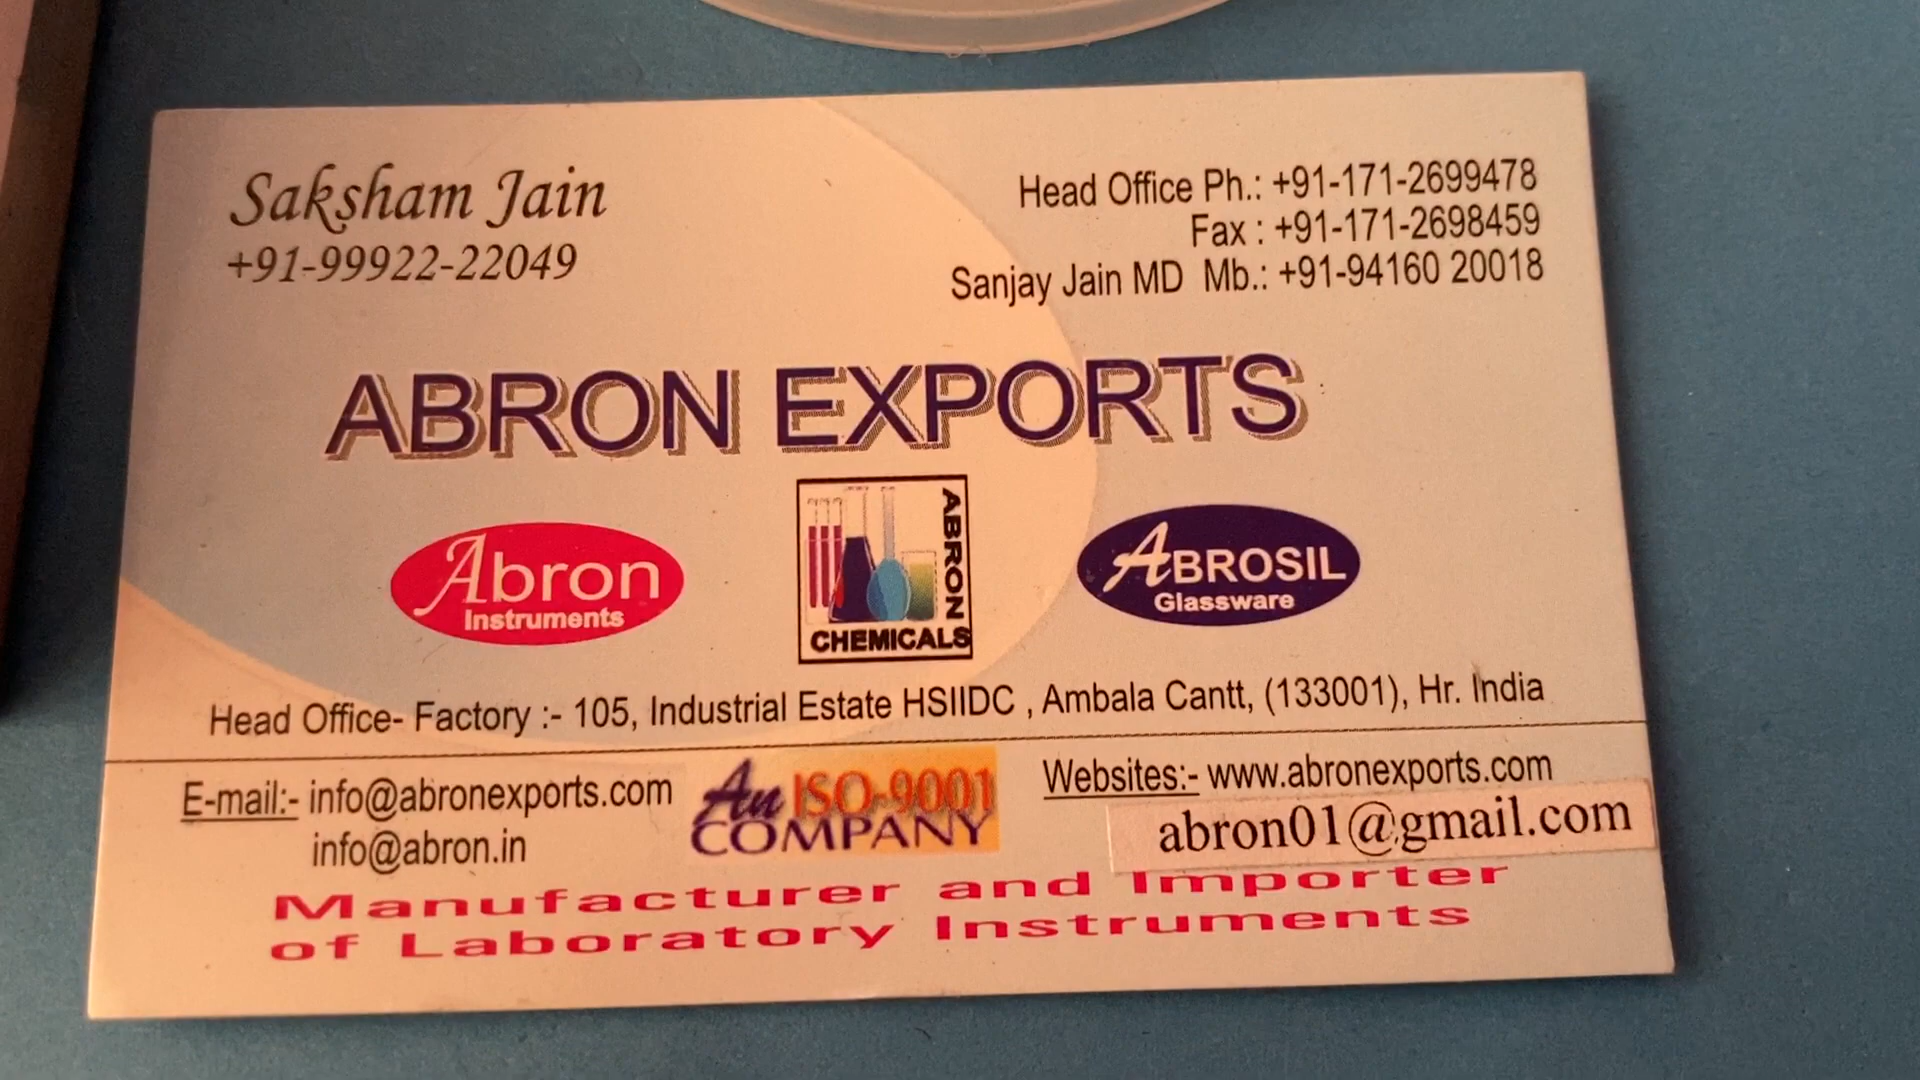 Saksham Jain
+91-99922-22049
Head Office Ph.: +91-171-2699478
Fax : +91-171-2698459
Sanjay Jain MD Mb.: +91-94160 20018
ABRON EXPORTS
Abron
Instruments
ABRON
CHEMICALS
ABROSIL
Glassware
Head Office- Factory :- 105, Industrial Estate HSIIDC , Ambala Cantt, (133001), Hr. India
E-mail:- info@abronexports.com
info@abron.in
An ISO-9001
COMPANY
Websites:- www.abronexports.com
abron01@gmail.com
Manufacturer and Importer
of Laboratory Instruments